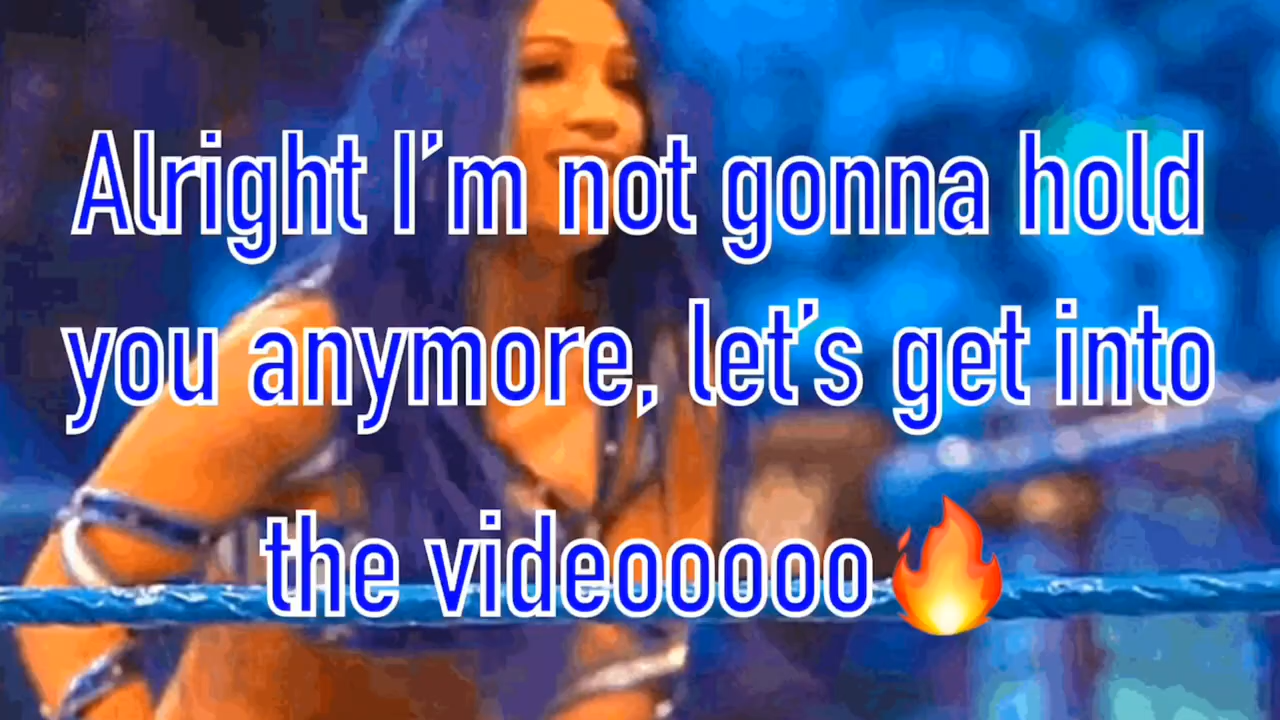 Alright I'm not gonna hold
you anymore, let's get into
the videooooo🔥